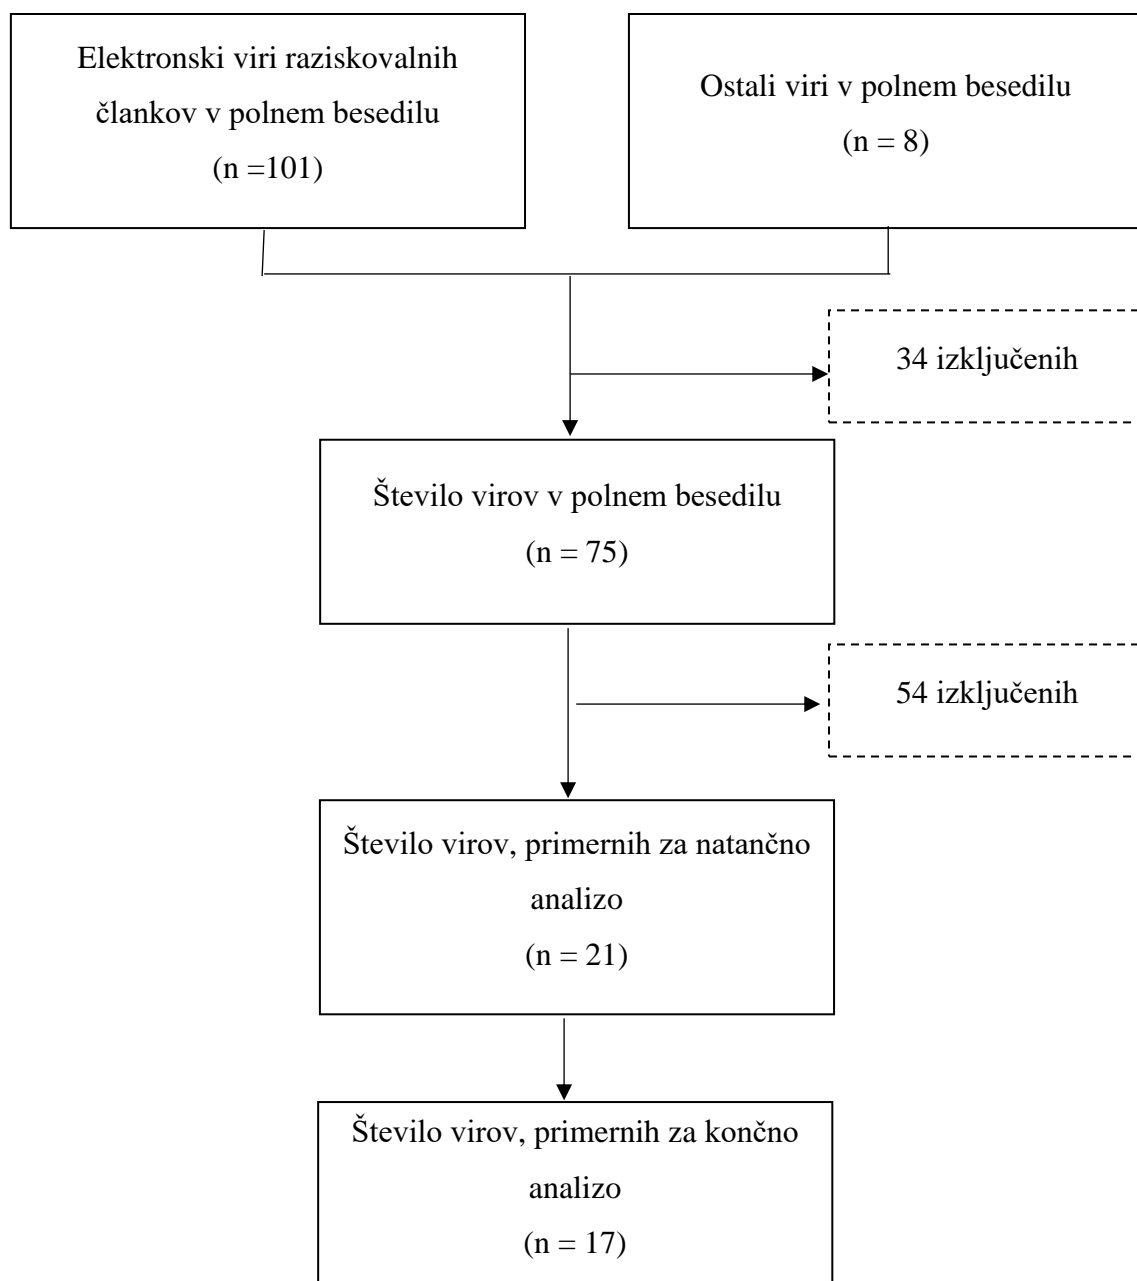 Elektronski viri raziskovalnih
člankov v polnem besedilu
(n =101)
Ostali viri v polnem besedilu
(n = 8)
34 izključenih
Število virov v polnem besedilu
(n = 75)
54 izključenih
Število virov, primernih za natančno
analizo
(n = 21)
Število virov, primernih za končno
analizo
(n = 17)